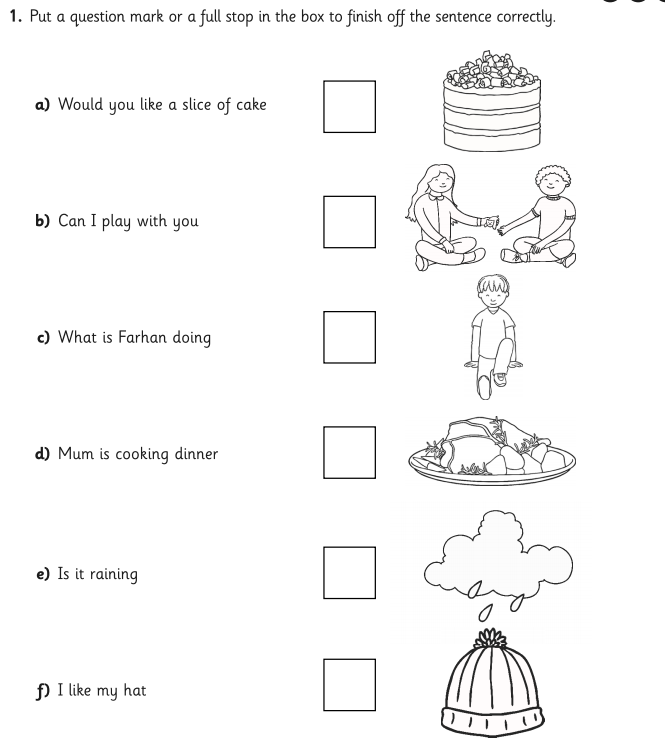 1. Put a question mark or a full stop in the box to finish off the sentence correctly.
a) Would you like a slice of cake
b) Can I play with you
c) What is Farhan doing
d) Mum is cooking dinner
e) Is it raining
f) I like my hat